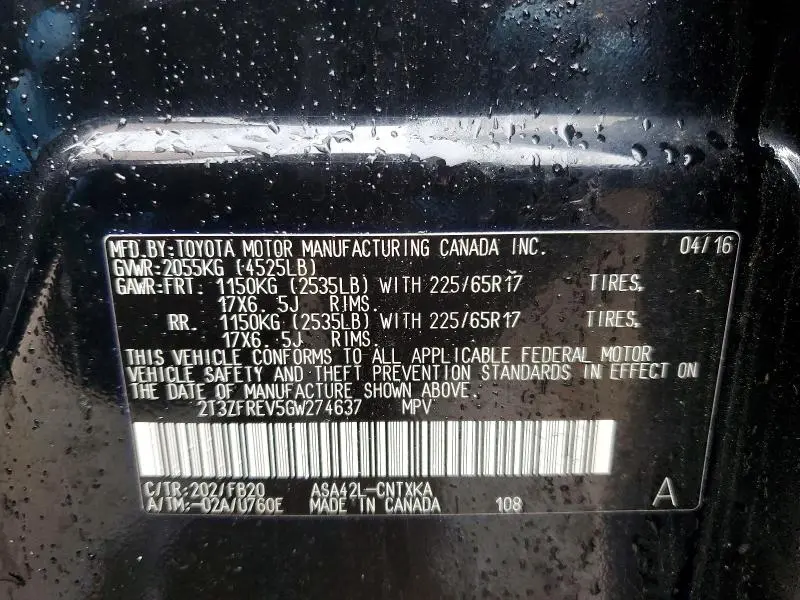 MFD.BY:TOYOTA MOTOR MANUFACTURING CANADA INC. 04/16
GVWR:2055KG (4525LB)
GAWR:FRT. 1150KG (2535LB) WITH 225/65R17 TIRES,
17X6. 5J RIMS.
RR. 1150KG (2535LB) WITH 225/65R17 TIRES,
17X6. 5J RIMS.
THIS VEHICLE CONFORMS TO ALL APPLICABLE FEDERAL MOTOR
VEHICLE SAFETY AND THEFT PREVENTION STANDARDS IN EFFECT ON
THE DATE OF MANUFACTURE SHOWN ABOVE.
2T3ZFREV5GW274637 MPV
C/TR:202/FB20 ASA42L-CNTXKA A
A/TM:-02A/U760E MADE IN CANADA 108